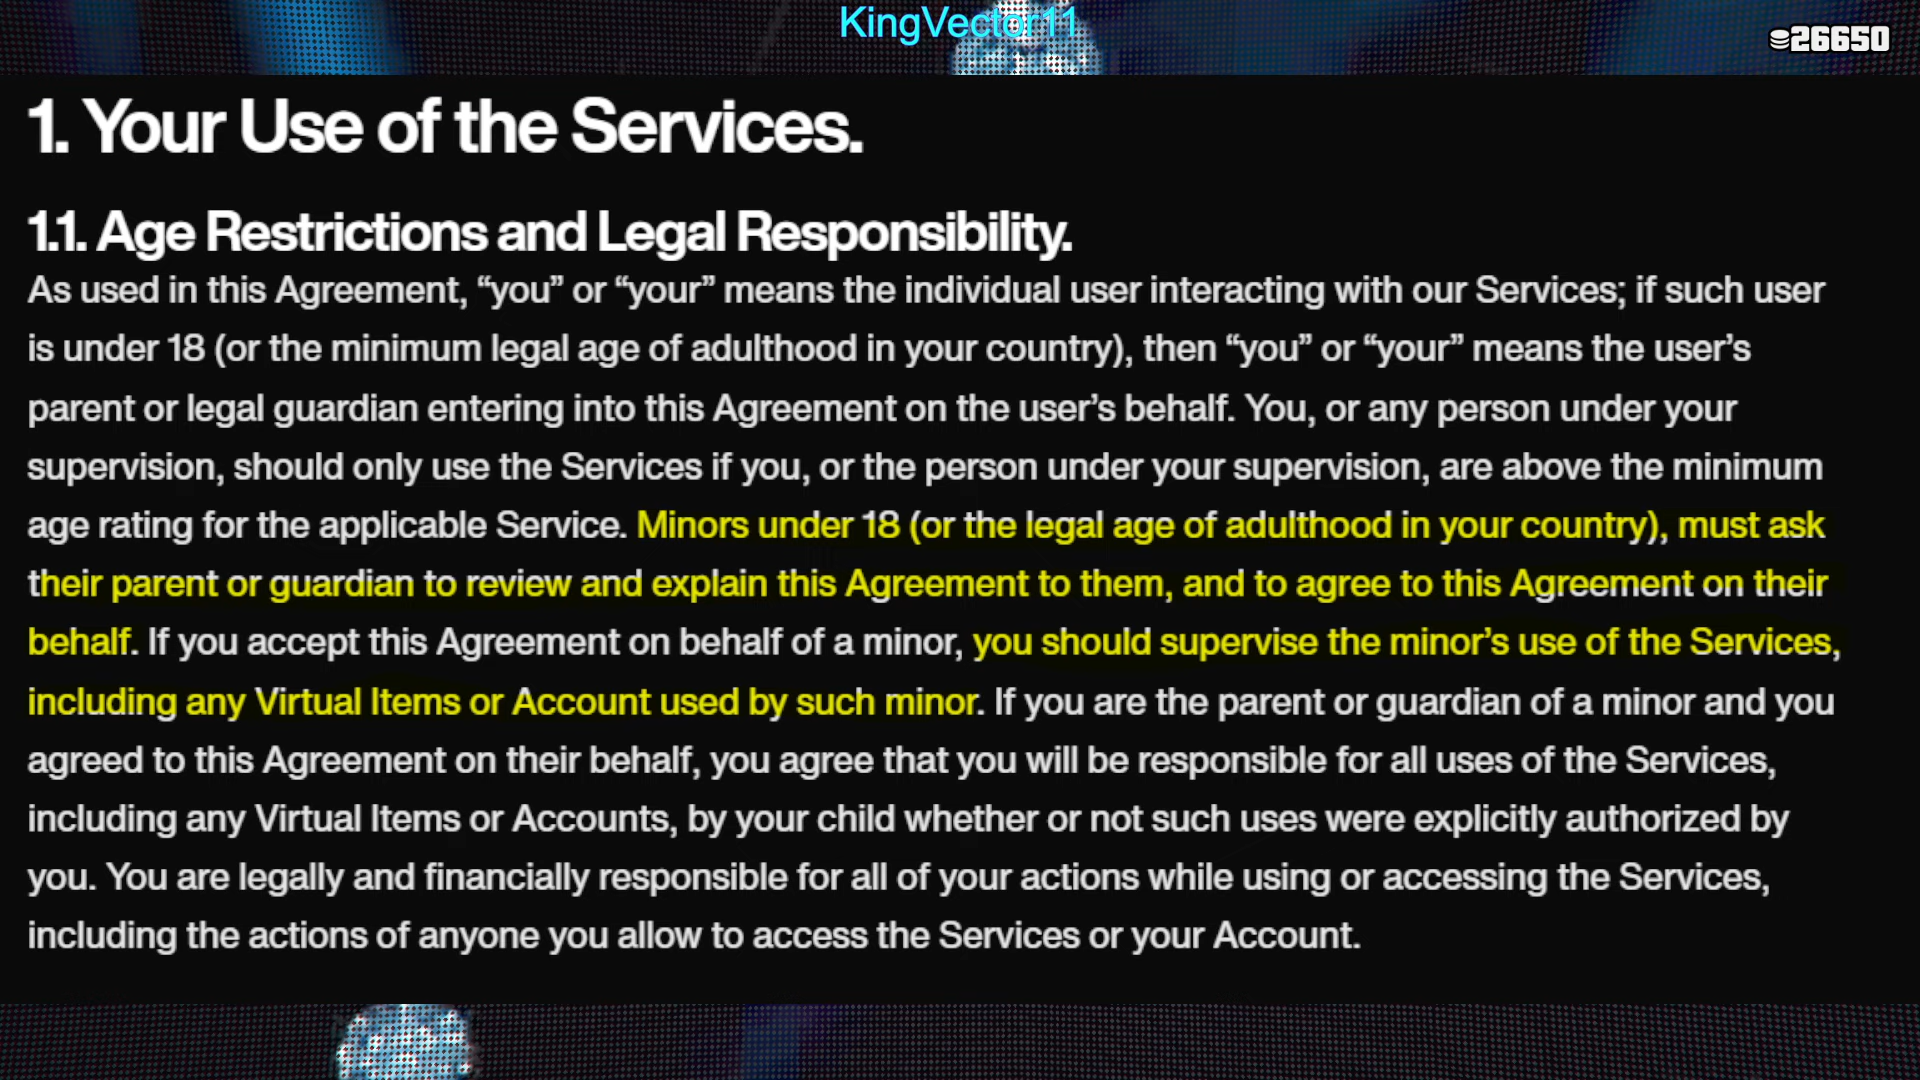 KingVector11
26650
1. Your Use of the Services.
1.1. Age Restrictions and Legal Responsibility.
As used in this Agreement, “you” or “your” means the individual user interacting with our Services; if such user
is under 18 (or the minimum legal age of adulthood in your country), then “you” or “your” means the user’s
parent or legal guardian entering into this Agreement on the user’s behalf. You, or any person under your
supervision, should only use the Services if you, or the person under your supervision, are above the minimum
age rating for the applicable Service. Minors under 18 (or the legal age of adulthood in your country), must ask
their parent or guardian to review and explain this Agreement to them, and to agree to this Agreement on their
behalf. If you accept this Agreement on behalf of a minor, you should supervise the minor’s use of the Services,
including any Virtual Items or Account used by such minor. If you are the parent or guardian of a minor and you
agreed to this Agreement on their behalf, you agree that you will be responsible for all uses of the Services,
including any Virtual Items or Accounts, by your child whether or not such uses were explicitly authorized by
you. You are legally and financially responsible for all of your actions while using or accessing the Services,
including the actions of anyone you allow to access the Services or your Account.